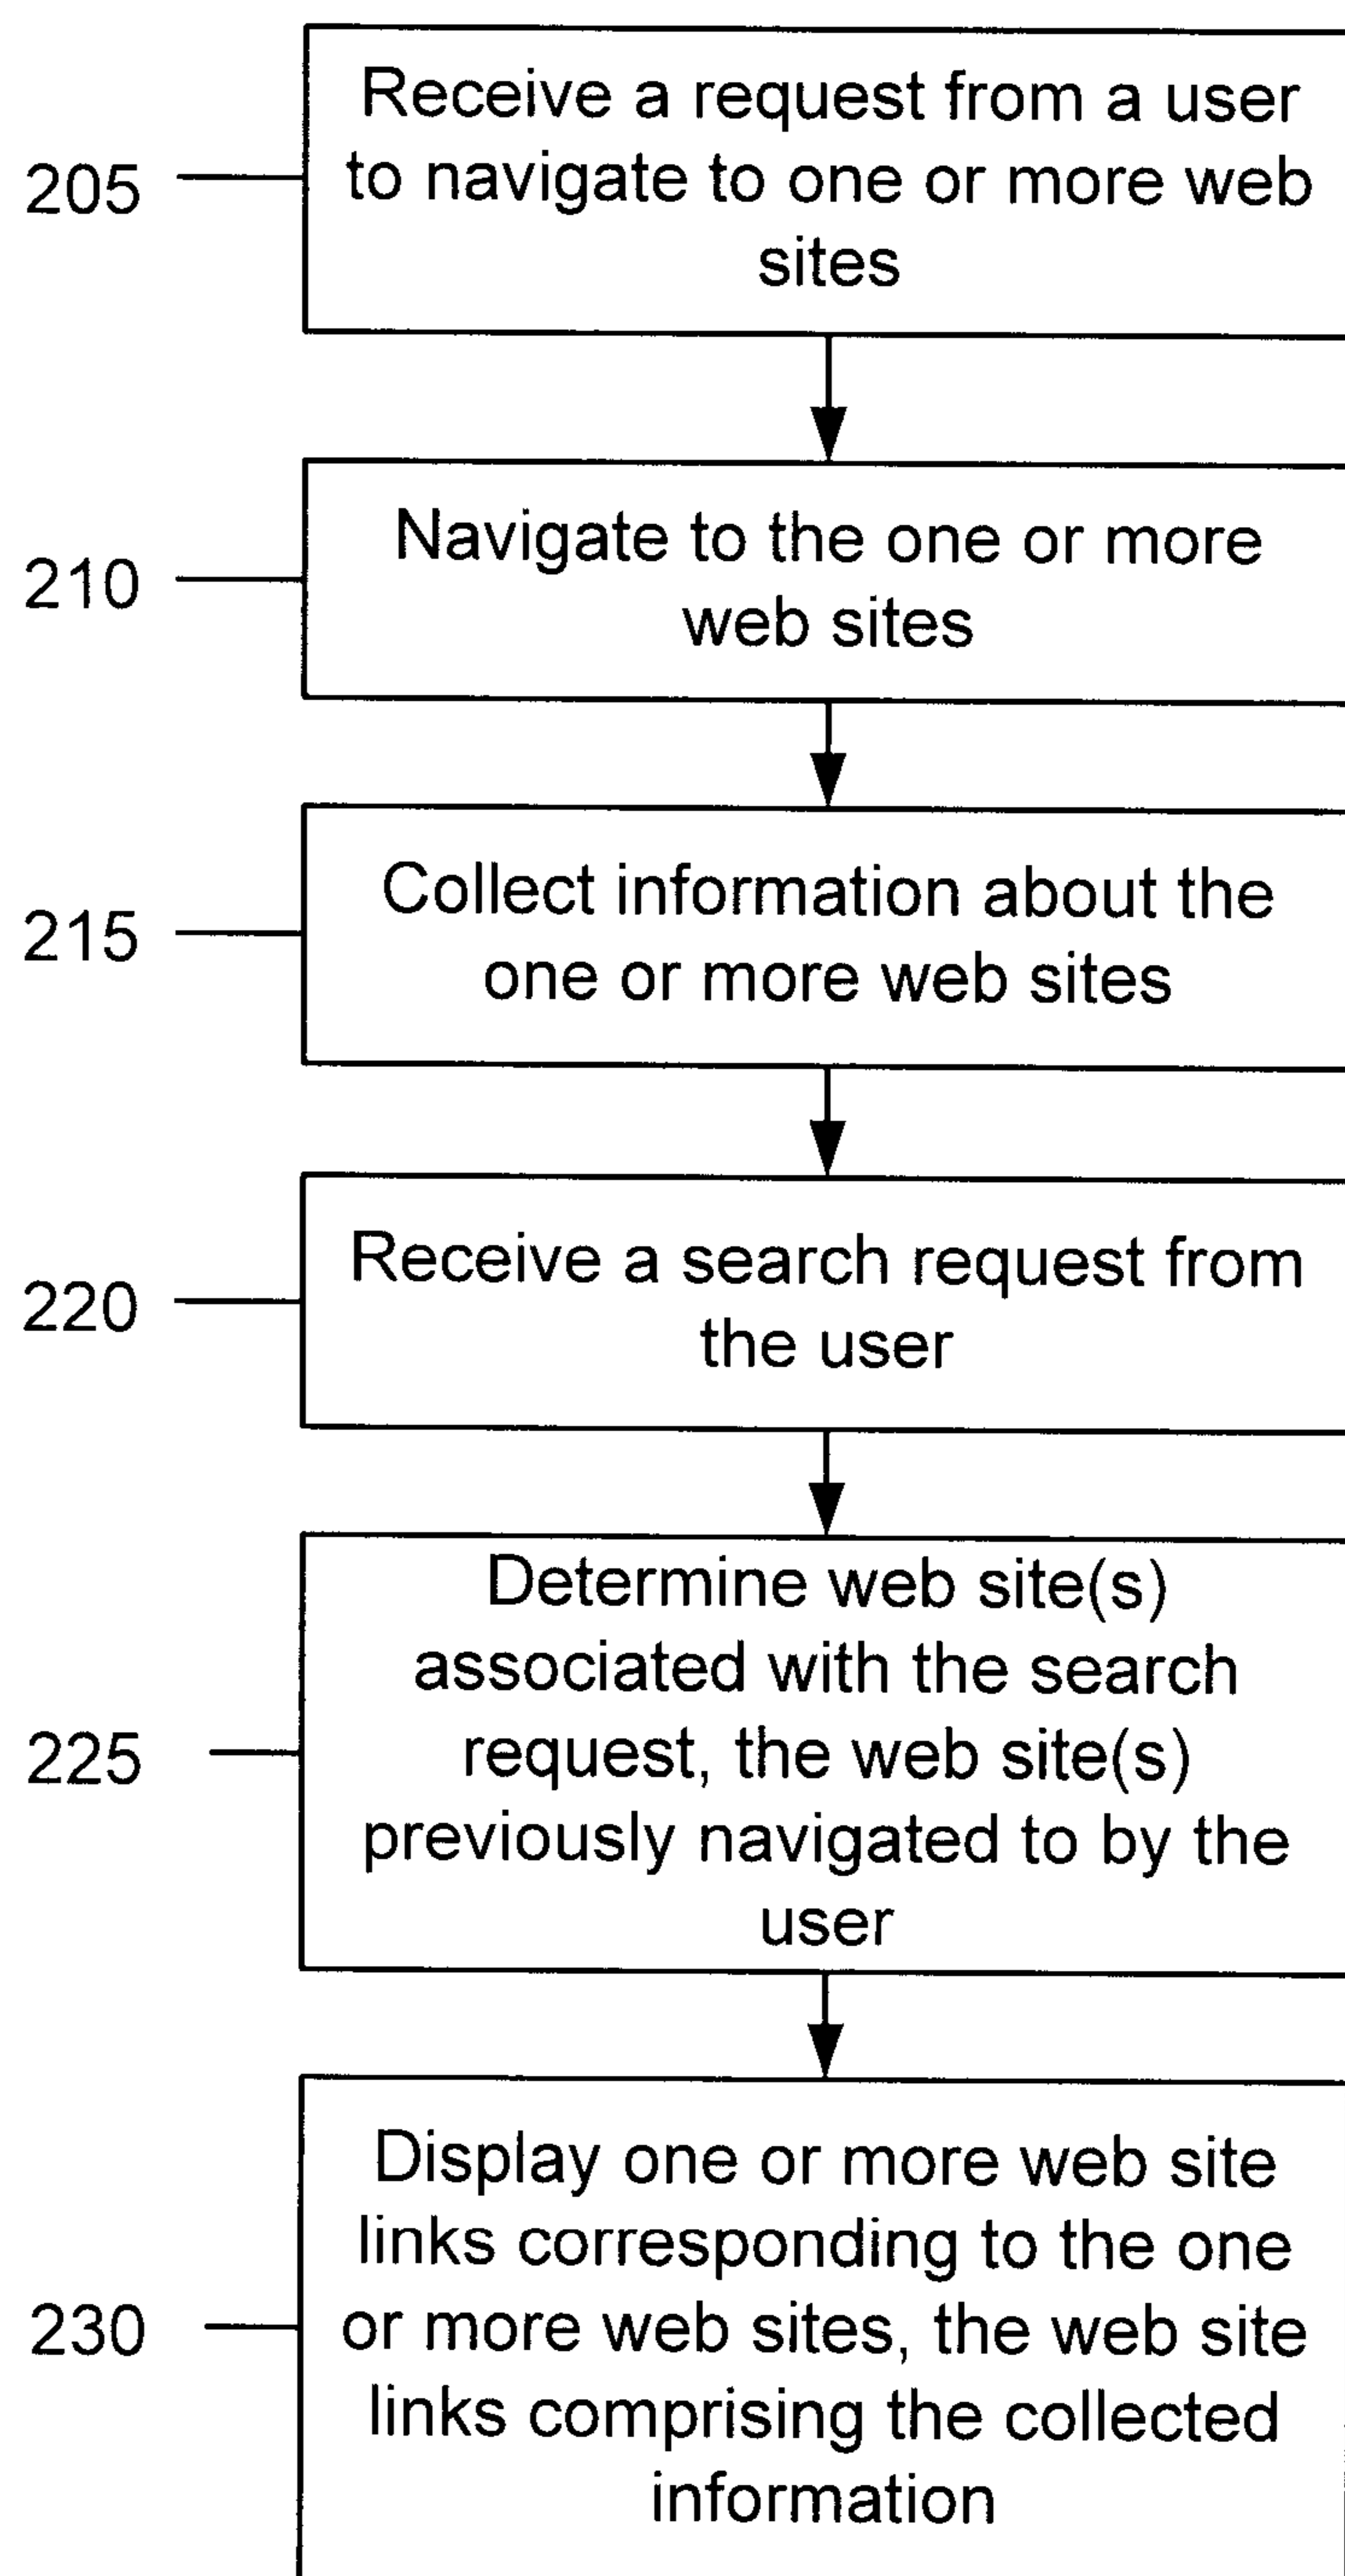 Receive a request from a user
to navigate to one or more web
sites
205
Navigate to the one or more
web sites
210
Collect information about the
one or more web sites
215
Receive a search request from
the user
220
Determine web site(s)
associated with the search
request, the web site(s)
previously navigated to by the
user
225
Display one or more web site
links corresponding to the one
or more web sites, the web site
links comprising the collected
information
230